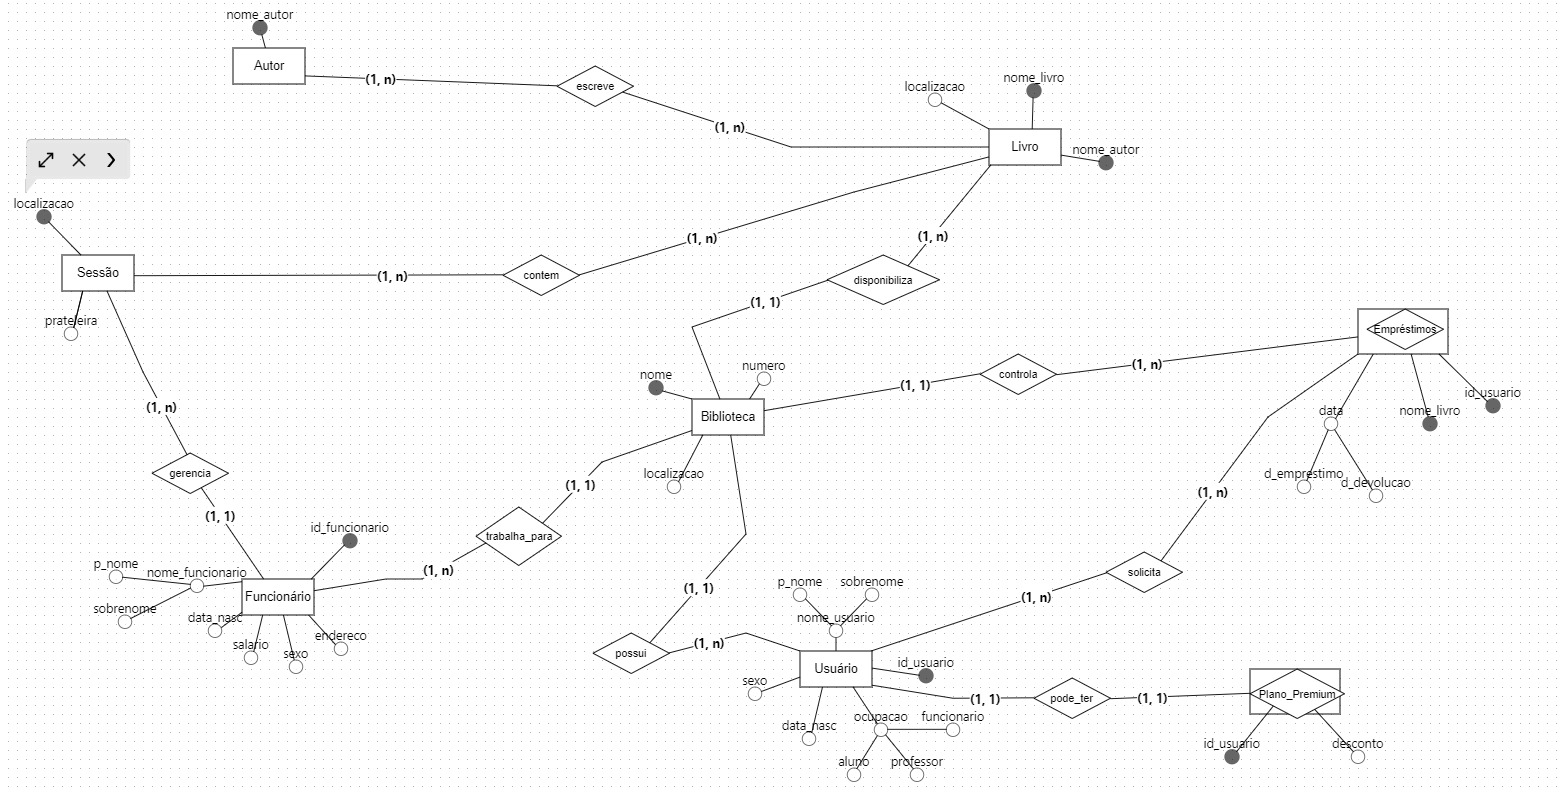 nome_autor
Autor
(1, n)
escreve
(1, n)
localizacao
nome_livro
Livro
nome_autor
localizacao
Sessão
prateleira
(1, n)
contem
(1, n)
(1, n)
disponibiliza
(1, 1)
Empréstimos
data
nome_livro
id_usuario
d_emprestimo
d_devolucao
nome
numero
Biblioteca
localizacao
(1, 1)
controla
(1, n)
(1, n)
gerencia
(1, 1)
(1, 1)
trabalha_para
(1, n)
id_funcionario
p_nome
nome_funcionario
sobrenome
Funcionário
data_nasc
salario
sexo
endereco
(1, 1)
possui
(1, n)
(1, n)
solicita
(1, n)
p_nome
sobrenome
nome_usuario
Usuário
id_usuario
sexo
data_nasc
ocupacao
funcionario
aluno
professor
(1, 1)
pode_ter
(1, 1)
Plano_Premium
id_usuario
desconto